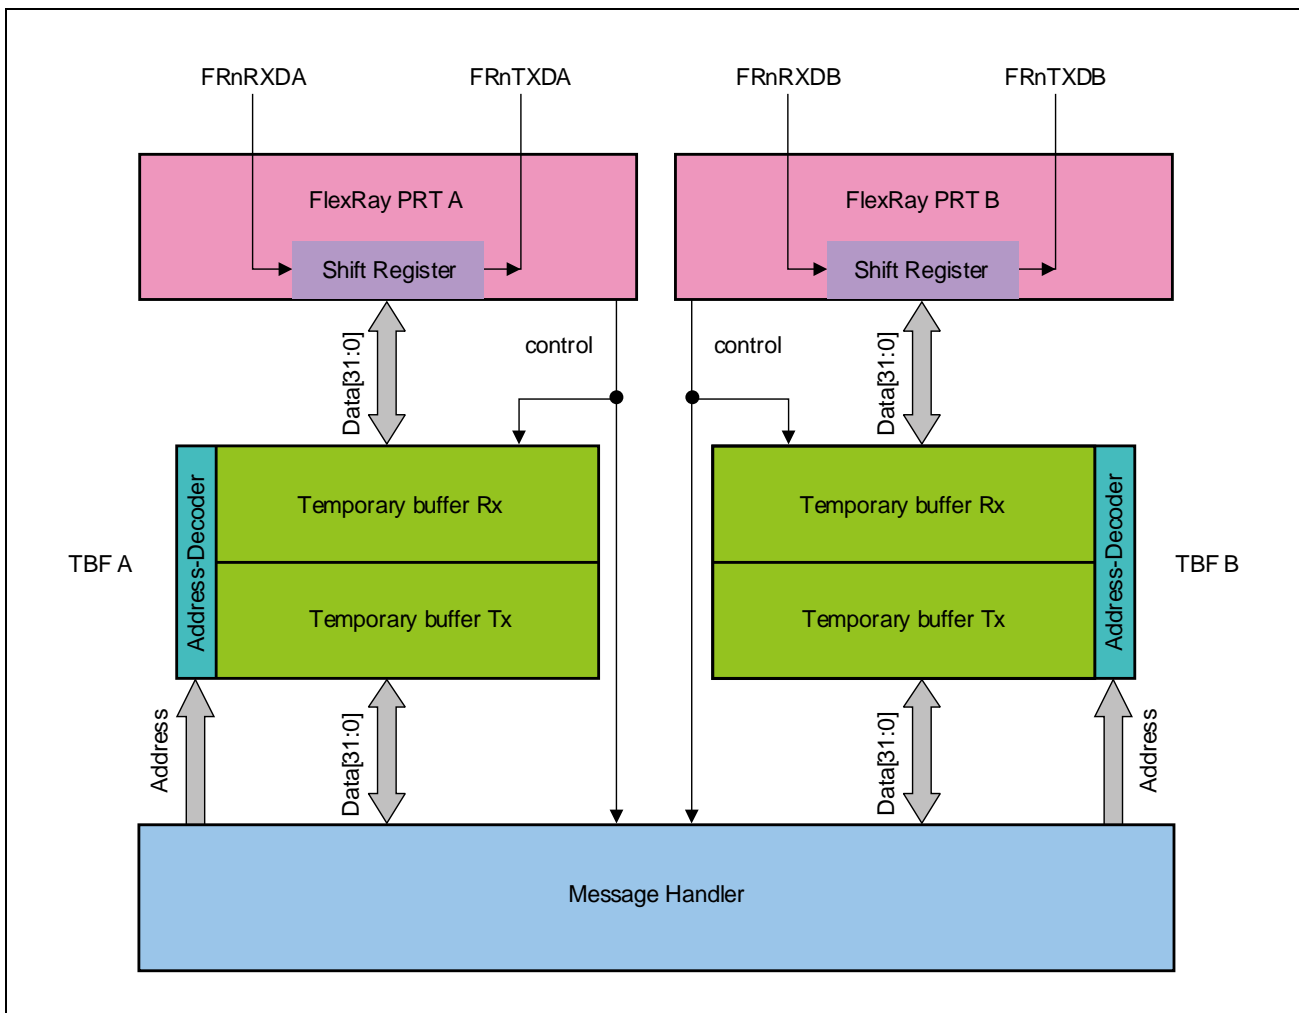 FRnRXDA
FRnTXDA
FRnRXDB
FRnTXDB
FlexRay PRT A
FlexRay PRT B
Shift Register
Shift Register
Data[31:0]
control
control
Data[31:0]
TBF A
Address-Decoder
Temporary buffer Rx
Temporary buffer Tx
Temporary buffer Rx
Temporary buffer Tx
Address-Decoder
TBF B
Address
Data[31:0]
Data[31:0]
Address
Message Handler